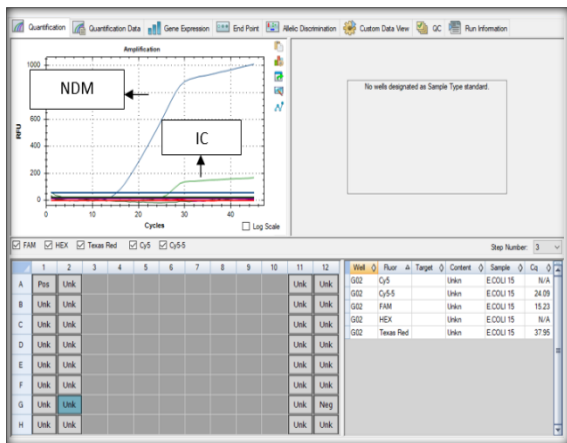 Quantification Quantification Data Gene Expression End Point Allelic Discrimination Custom Data View QC Run Information
Amplification
1000
600
400
200
0
RFU
NDM
IC
0 10 20 30 40
Cycles
Log Scale
No wells designated as Sample Type standard.
FAM HEX Texas Red Cy5 Cy5-5
Step Number: 3
1 2 3 4 5 6 7 8 9 10 11 12
A Pos Unk Unk Unk
B Unk Unk Unk Unk
C Unk Unk Unk Unk
D Unk Unk Unk Unk
E Unk Unk Unk Unk
F Unk Unk Unk Unk
G Unk Unk Unk Neg
H Unk Unk Unk Unk
Well Fluor Target Content Sample Cq
G02 Cy5 Unkn E.COLI 15 N/A
G02 Cy5-5 Unkn E.COLI 15 24.09
G02 FAM Unkn E.COLI 15 15.23
G02 HEX Unkn E.COLI 15 N/A
G02 Texas Red Unkn E.COLI 15 37.95